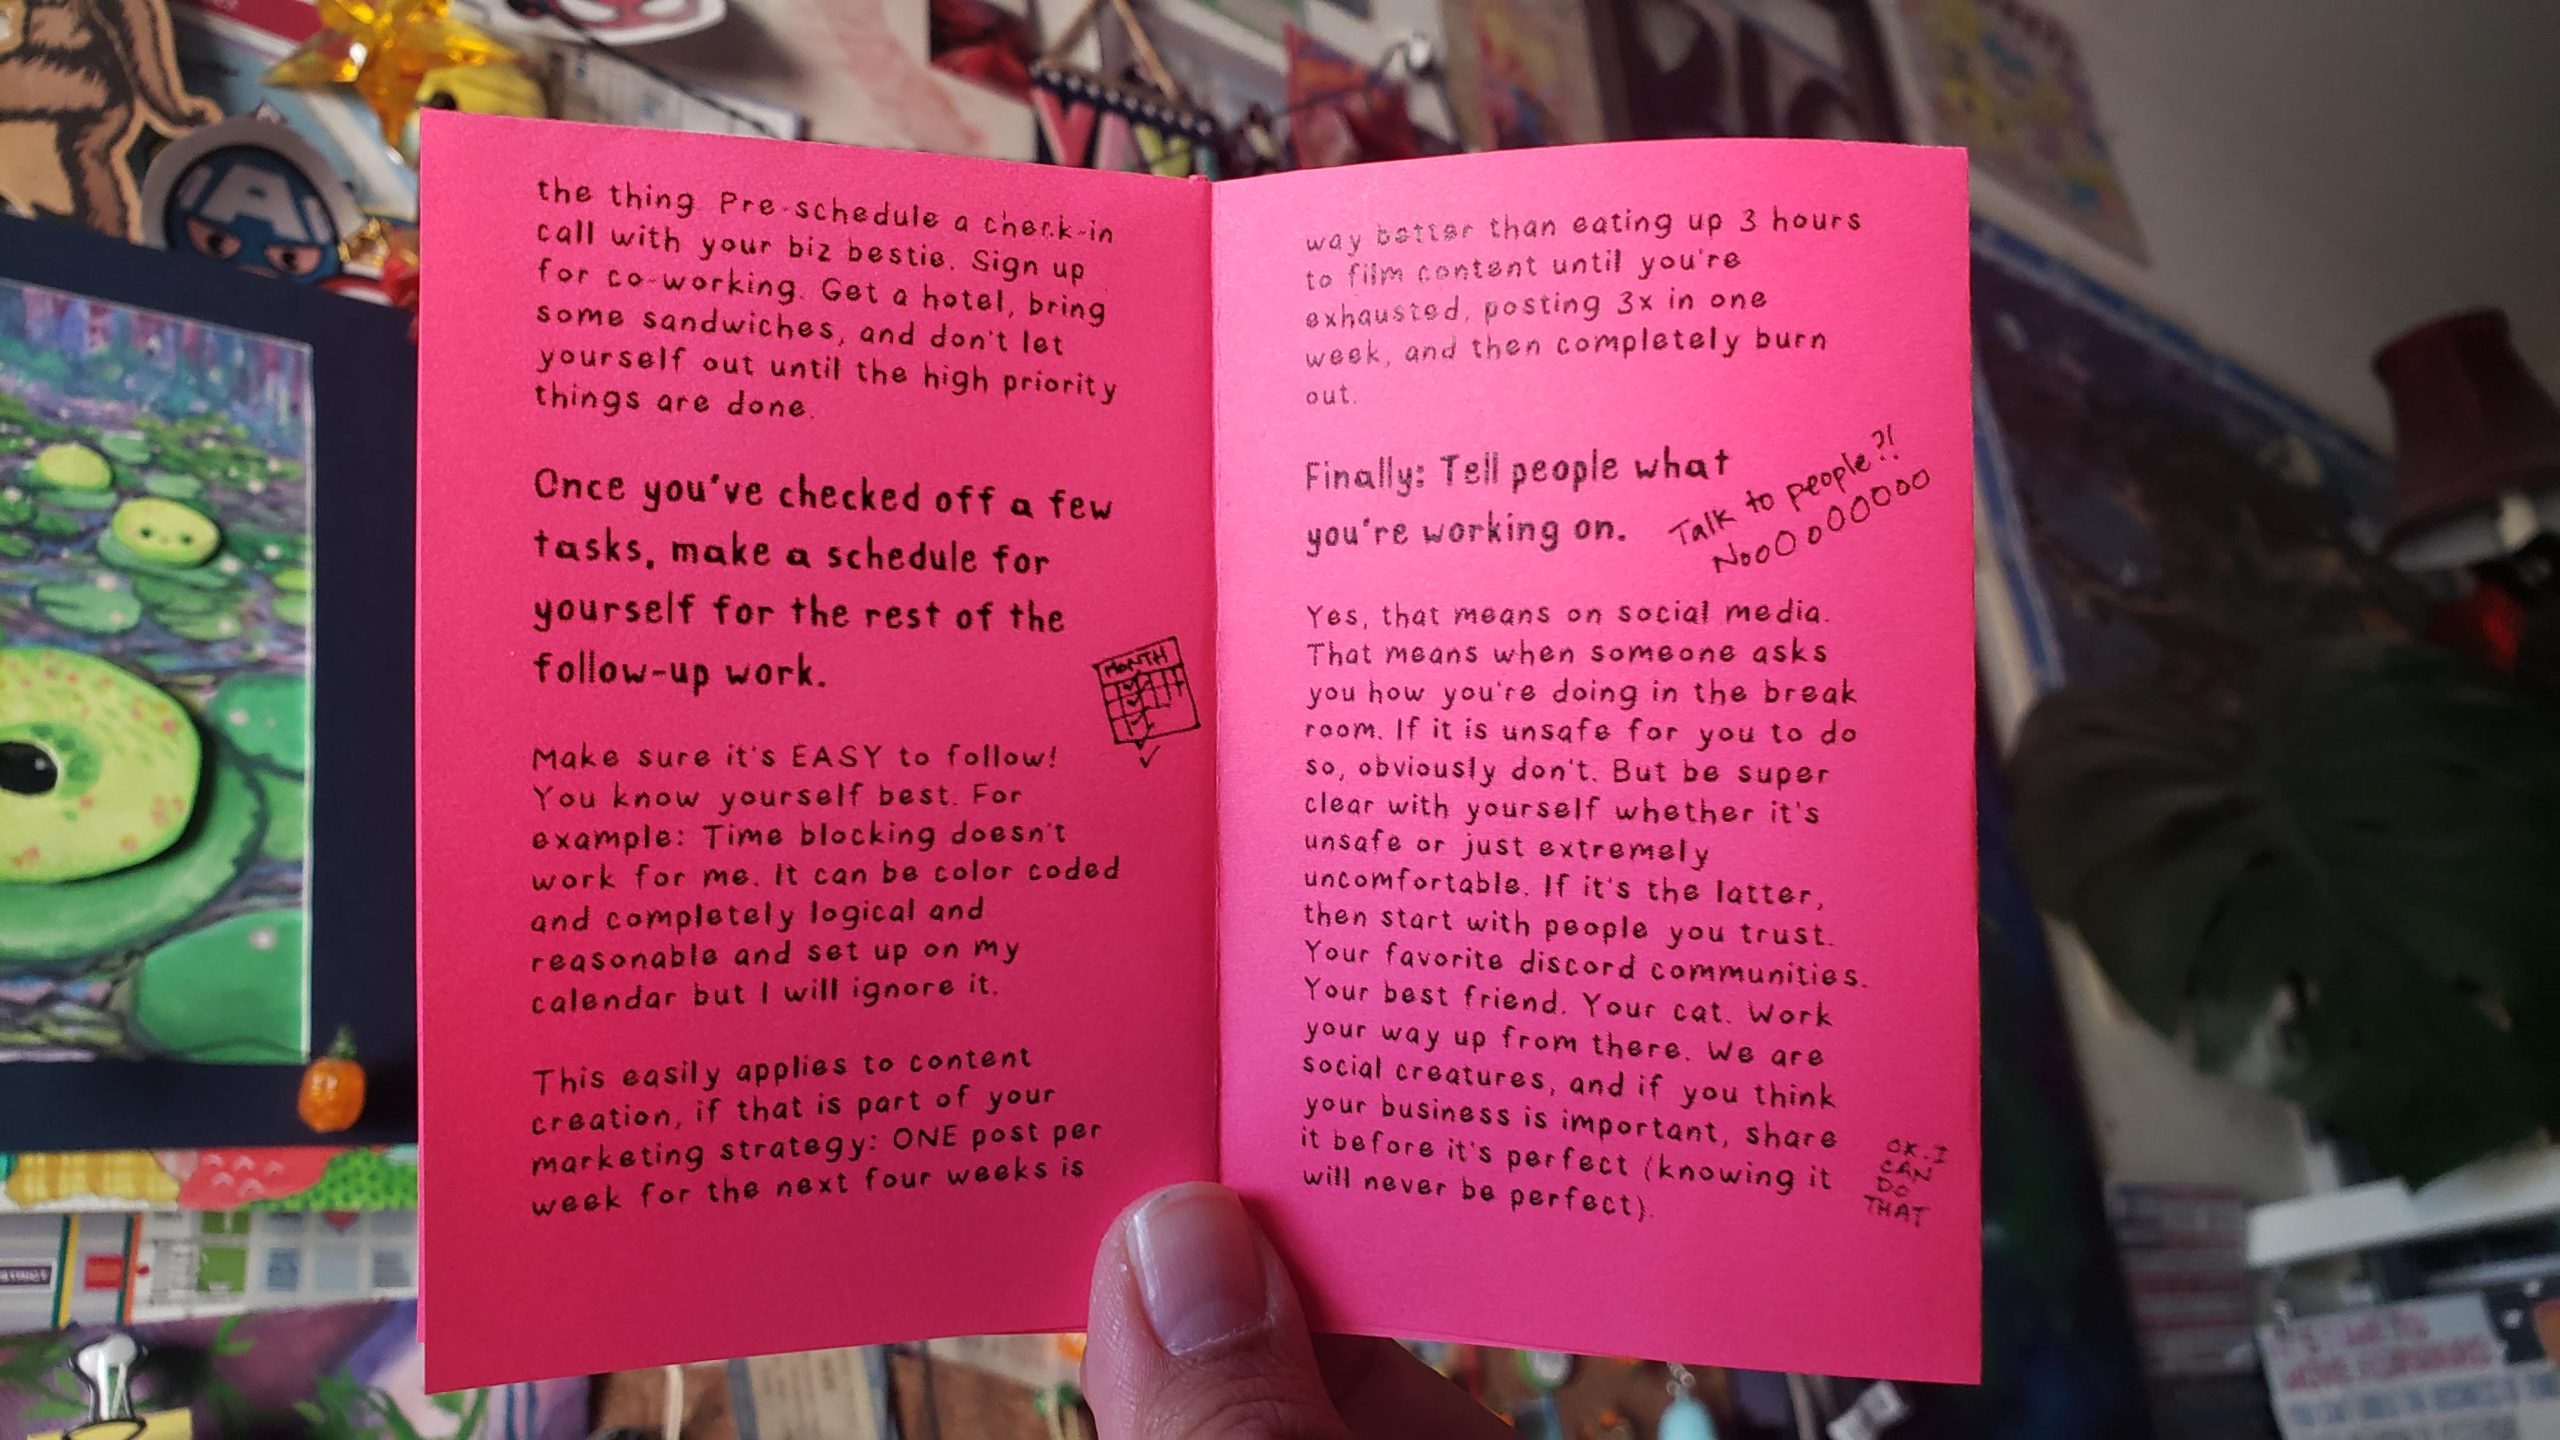 the thing. Pre-schedule a check-in
call with your biz bestie. Sign up
for co-working. Get a hotel, bring
some sandwiches, and don't let
yourself out until the high priority
things are done.
Once you've checked off a few
tasks, make a schedule for
yourself for the rest of the
follow-up work.
MONTH
Make sure it's EASY to follow!
You know yourself best. For
example: Time blocking doesn't
work for me. It can be color coded
and completely logical and
reasonable and set up on my
calendar but I will ignore it.
This easily applies to content
creation, if that is part of your
marketing strategy: ONE post per
week for the next four weeks is
way better than eating up 3 hours
to film content until you're
exhausted, posting 3x in one
week, and then completely burn
out.
Finally: Tell people what
you're working on.
Talk to people?!
NooOoOOOOoo
Yes, that means on social media.
That means when someone asks
you how you're doing in the break
room. If it is unsafe for you to do
so, obviously don't. But be super
clear with yourself whether it's
unsafe or just extremely
uncomfortable. If it's the latter,
then start with people you trust.
Your favorite discord communities.
Your best friend. Your cat. Work
your way up from there. We are
social creatures, and if you think
your business is important, share
it before it's perfect (knowing it
will never be perfect).
OK. I
CAN
DO
THAT